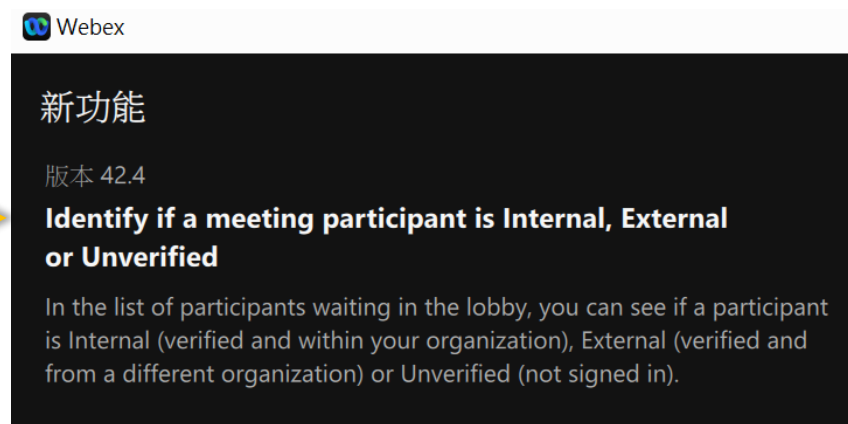 Webex
新功能
版本 42.4
Identify if a meeting participant is Internal, External
or Unverified
In the list of participants waiting in the lobby, you can see if a participant
is Internal (verified and within your organization), External (verified and
from a different organization) or Unverified (not signed in).